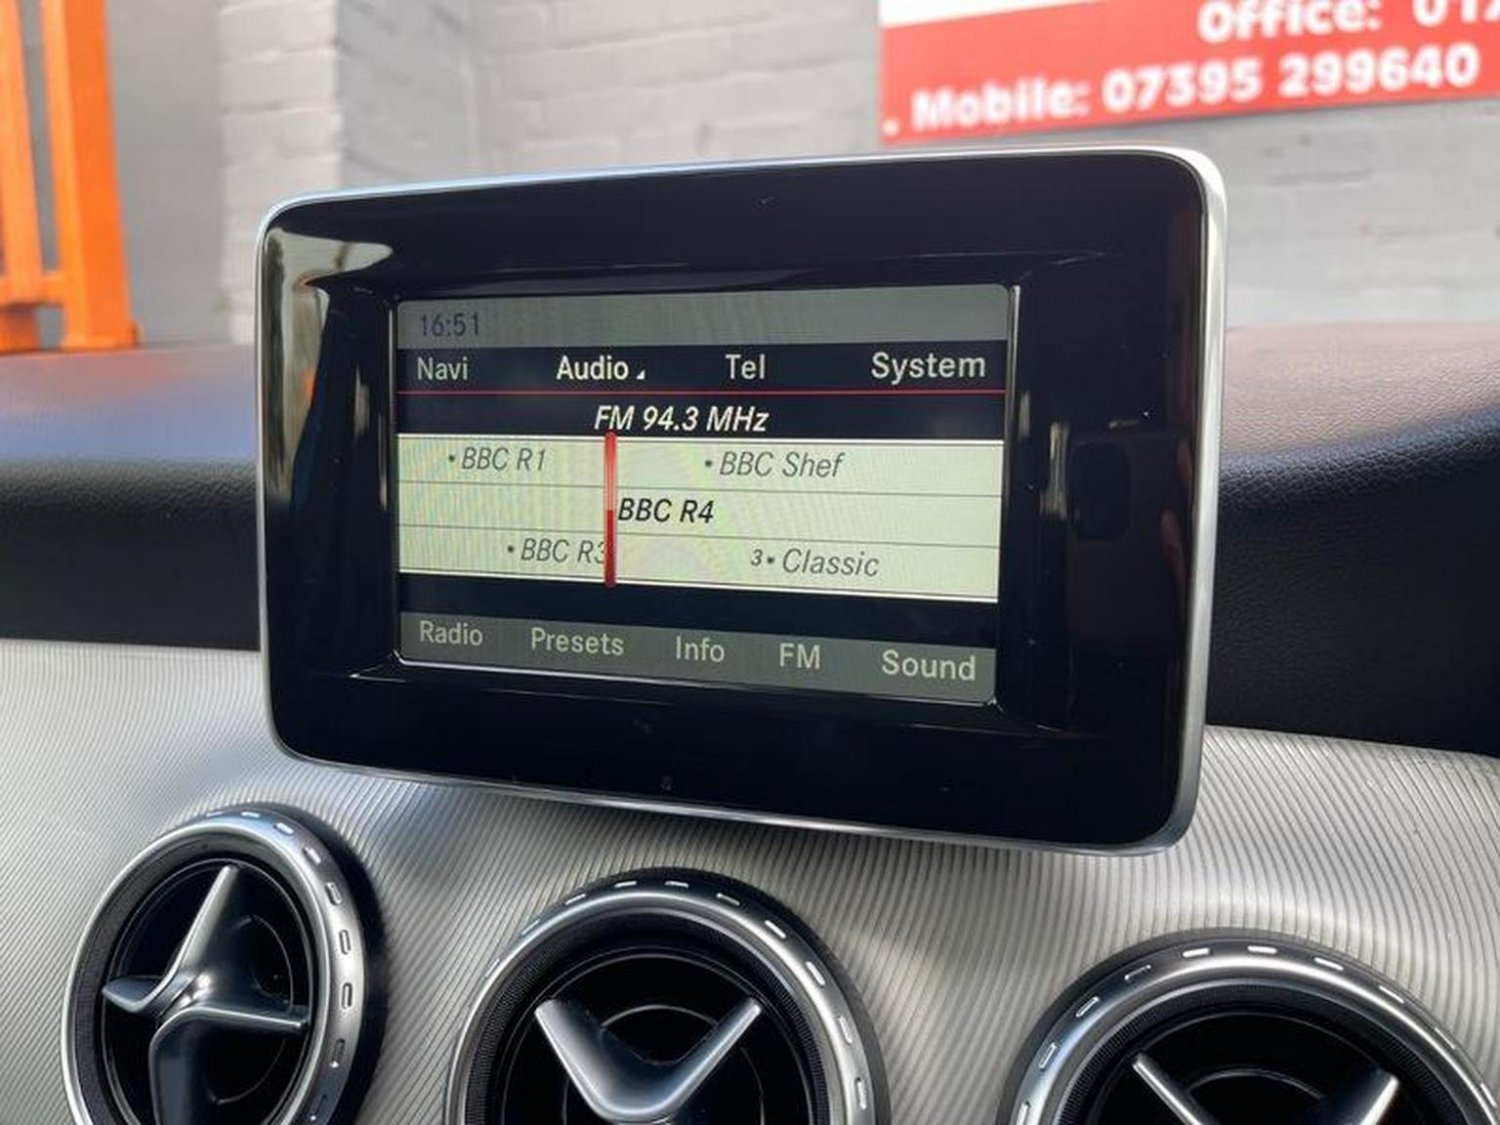 Office: 017
Mobile: 07395 299640
16:51
Navi Audio Tel System
FM 94.3 MHz
• BBC R1 • BBC Shef
BBC R4
• BBC R3 3• Classic
Radio Presets Info FM Sound